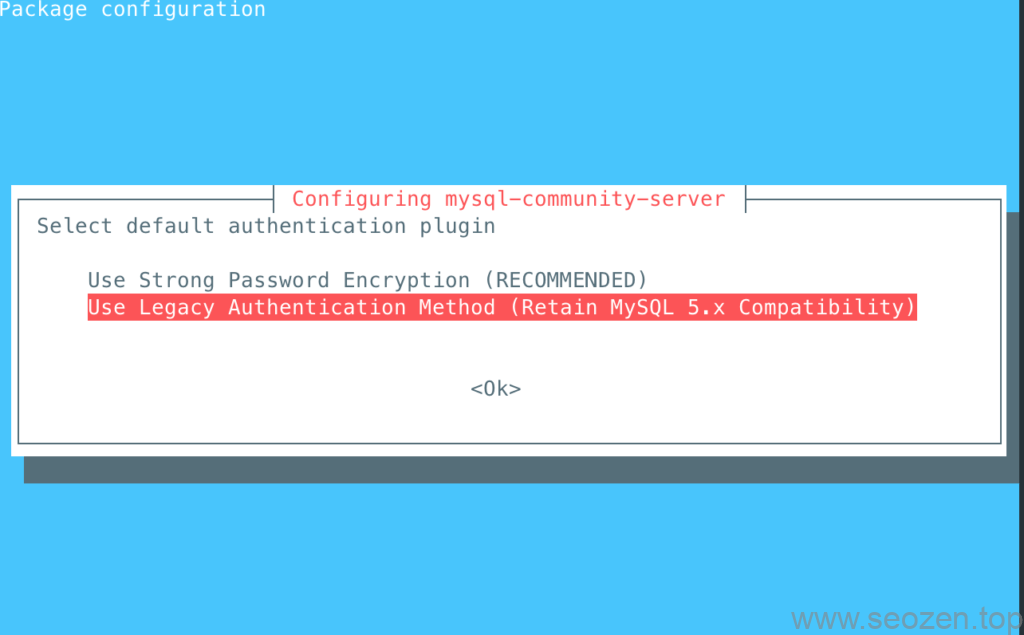 Package configuration
Configuring mysql-community-server
Select default authentication plugin
Use Strong Password Encryption (RECOMMENDED)
Use Legacy Authentication Method (Retain MySQL 5.x Compatibility)
<Ok>
www.seozen.top